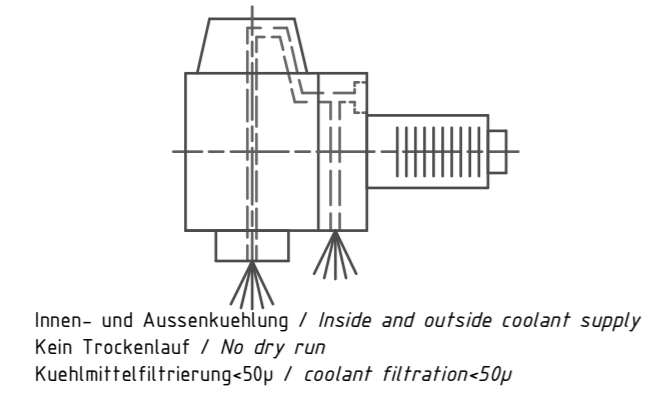 Innen- und Aussenkuehlung / Inside and outside coolant supply
Kein Trockenlauf / No dry run
Kuehlmittelfiltrierung<50µ / coolant filtration<50µ